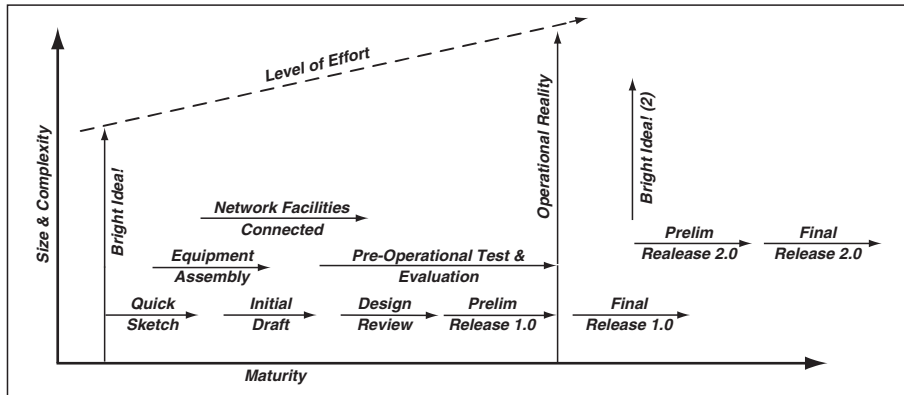 Level of Effort
Size & Complexity
Bright Idea!
Operational Reality
Bright Idea! (2)
Network Facilities
Connected
Equipment
Assembly
Pre-Operational Test &
Evaluation
Prelim
Realease 2.0
Final
Release 2.0
Quick
Sketch
Initial
Draft
Design
Review
Prelim
Release 1.0
Final
Release 1.0
Maturity